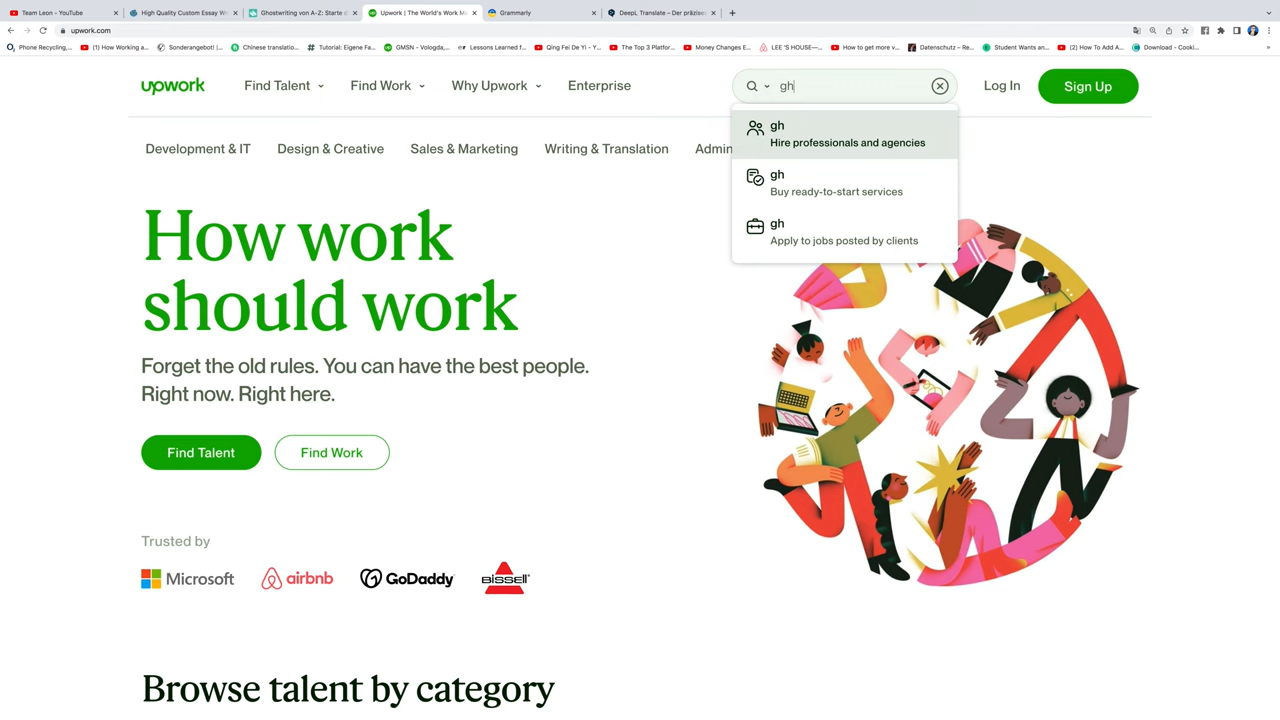 Team Leon - YouTube
High Quality Custom Essay W
Ghostwriting von A-Z: Starte d
Upwork | The World's Work Ma
Grammarly
DeepL Translate – Der präzises
upwork.com
Phone Recycling,...
(1) How Working a...
Sonderangebot! |...
Chinese translatio...
Tutorial: Eigene Fa...
GMSN - Vologda,...
Lessons Learned f...
Qing Fei De Yi - Y...
The Top 3 Platfor...
Money Changes E...
LEE 'S HOUSE—...
How to get more v...
Datenschutz – Re...
Student Wants an...
(2) How To Add A...
Download - Cooki...
upwork
Find Talent
Find Work
Why Upwork
Enterprise
gh
Log In
Sign Up
gh
Hire professionals and agencies
gh
Buy ready-to-start services
gh
Apply to jobs posted by clients
Development & IT
Design & Creative
Sales & Marketing
Writing & Translation
Admin
How work
should work
Forget the old rules. You can have the best people.
Right now. Right here.
Find Talent
Find Work
Trusted by
Microsoft
airbnb
GoDaddy
BISSELL
Browse talent by category